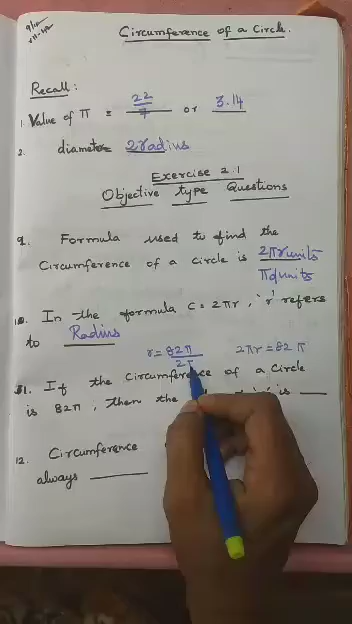 Circumference of a Circle.
Recall:
1. Value of π = 22/7 or 3.14
2. diameter = 2radius
Exercise 2.1
Objective type Questions
9. Formula used to find the
Circumference of a circle is 2πr units
πd units
10. In the formula C = 2πr, 'r' refers
to Radius
r = 82π/2π 2πr = 82π
11. If the Circumference of a Circle
is 82π, then the 'r' is ____
12. Circumference
always ____